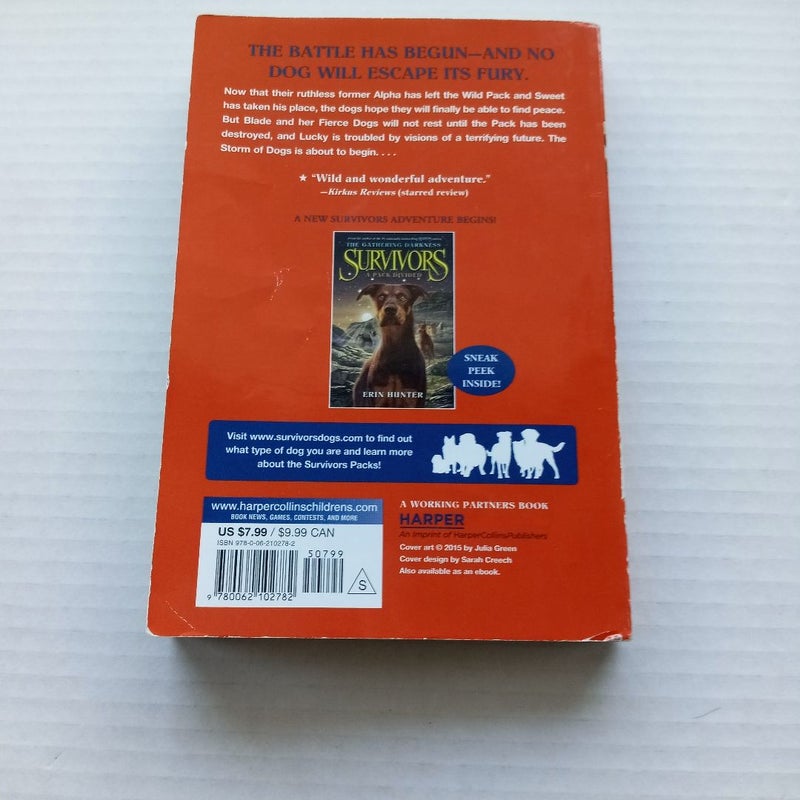 THE BATTLE HAS BEGUN—AND NO
DOG WILL ESCAPE ITS FURY.
Now that their ruthless former Alpha has left the Wild Pack and Sweet
has taken his place, the dogs hope they will finally be able to find peace.
But Blade and her Fierce Dogs will not rest until the Pack has been
destroyed, and Lucky is troubled by visions of a terrifying future. The
Storm of Dogs is about to begin. . . .
★ “Wild and wonderful adventure.”
—Kirkus Reviews (starred review)
A NEW SURVIVORS ADVENTURE BEGINS!
THE GATHERING DARKNESS
SURVIVORS
A PACK DIVIDED
ERIN HUNTER
SNEAK
PEEK
INSIDE!
Visit www.survivorsdogs.com to find out
what type of dog you are and learn more
about the Survivors Packs!
www.harpercollinschildrens.com
BOOK NEWS, GAMES, CONTESTS, AND MORE
US $7.99 / $9.99 CAN
ISBN 978-0-06-210278-2
50799
S
9 780062 102782
A WORKING PARTNERS BOOK
HARPER
An Imprint of HarperCollinsPublishers
Cover art © 2015 by Julia Green
Cover design by Sarah Creech
Also available as an ebook.